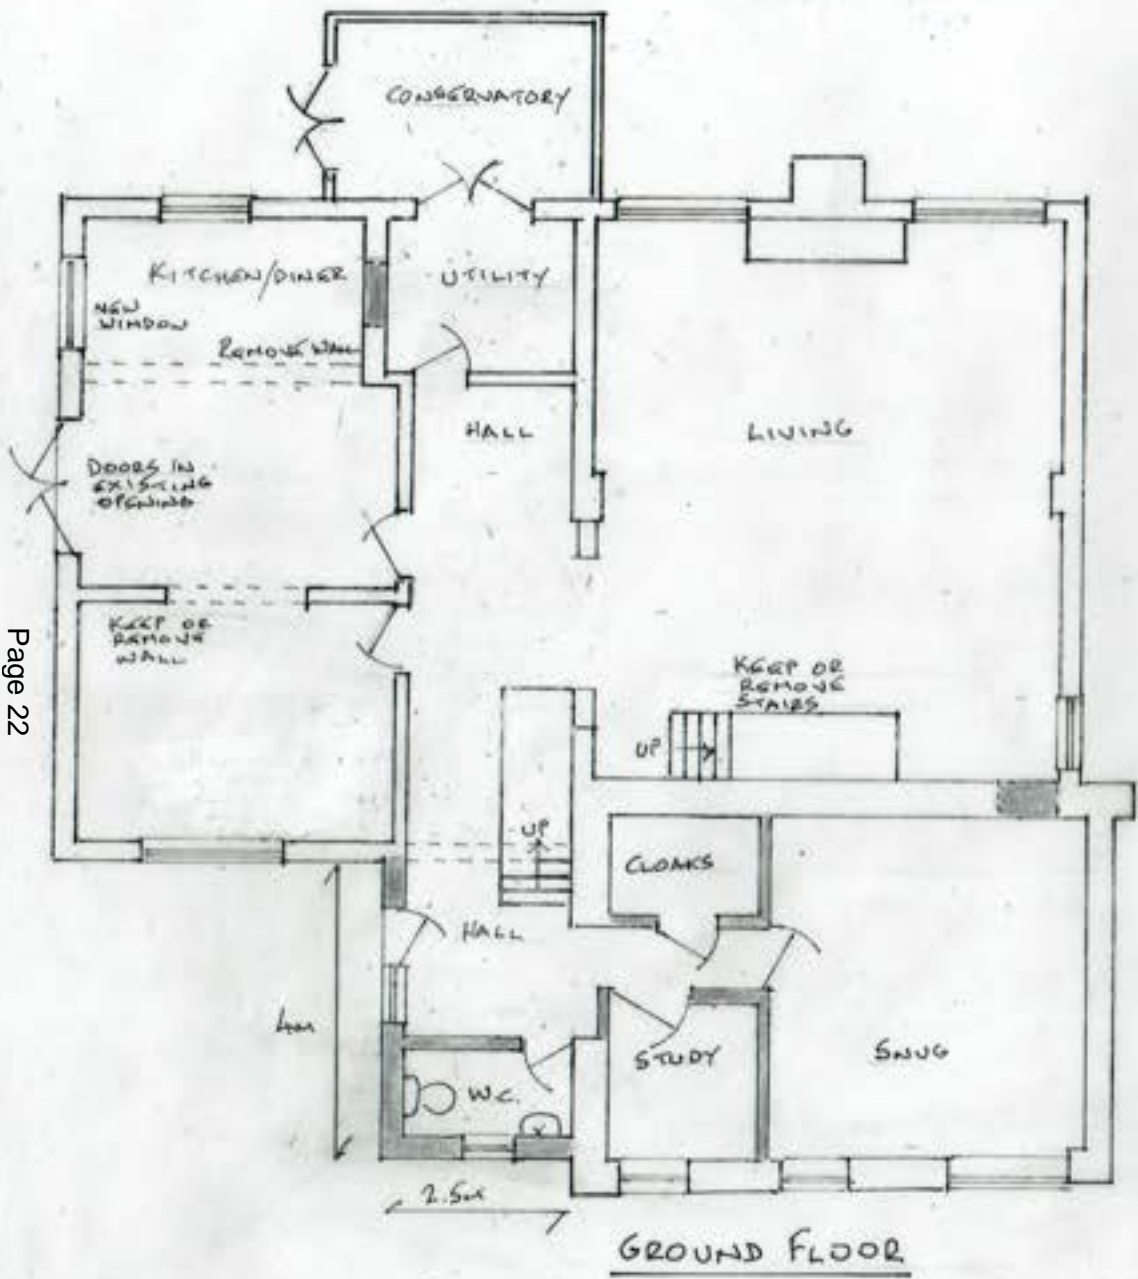 CONSERVATORY
KITCHEN/DINER
UTILITY
NEW
WINDOW
REMOVE WALL
HALL
LIVING
DOORS IN
EXISTING
OPENING
KEEP OR
REMOVE
WALL
Page 22
KEEP OR
REMOVE
STAIRS
UP
UP
CLOAKS
HALL
4m
STUDY
SNUG
W.C.
2.5m
GROUND FLOOR